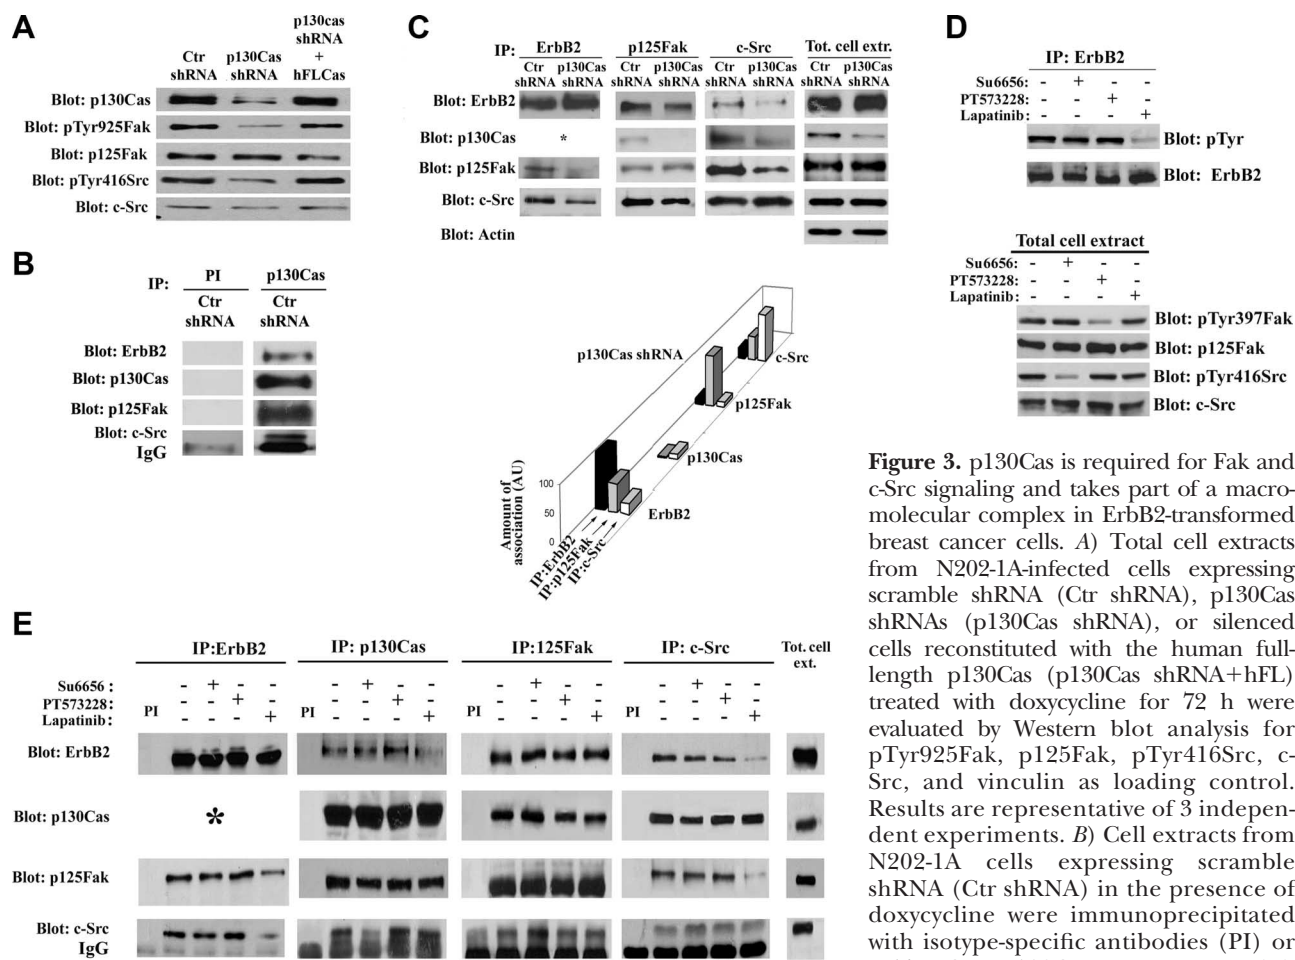 A
Ctr shRNA
p130Cas shRNA
p130cas shRNA + hFLCas
Blot: p130Cas
Blot: pTyr925Fak
Blot: p125Fak
Blot: pTyr416Src
Blot: c-Src
B
IP: PI p130Cas
Ctr shRNA Ctr shRNA
Blot: ErbB2
Blot: p130Cas
Blot: p125Fak
Blot: c-Src
IgG
C
IP: ErbB2 p125Fak c-Src Tot. cell extr.
Ctr shRNA p130Cas shRNA Ctr shRNA p130Cas shRNA Ctr shRNA p130Cas shRNA Ctr shRNA p130Cas shRNA
Blot: ErbB2
Blot: p130Cas *
Blot: p125Fak
Blot: c-Src
Blot: Actin
p130Cas shRNA
c-Src
p125Fak
p130Cas
ErbB2
Amount of association (AU)
100
50
0
IP:ErbB2
IP:p125Fak
IP:c-Src
D
IP: ErbB2
Su6656: - + - -
PT573228: - - + -
Lapatinib: - - - +
Blot: pTyr
Blot: ErbB2
Total cell extract
Su6656: - + - -
PT573228: - - + -
Lapatinib: - - - +
Blot: pTyr397Fak
Blot: p125Fak
Blot: pTyr416Src
Blot: c-Src
E
IP:ErbB2 IP: p130Cas IP:125Fak IP: c-Src Tot. cell ext.
Su6656 : - + - - - + - - - + - - - + - -
PT573228: - - + - - - + - - - + - - - + -
Lapatinib: PI - - - + PI - - - + PI - - - + PI - - - +
Blot: ErbB2
Blot: p130Cas *
Blot: p125Fak
Blot: c-Src
IgG
Figure 3. p130Cas is required for Fak and
c-Src signaling and takes part of a macro-
molecular complex in ErbB2-transformed
breast cancer cells. A) Total cell extracts
from N202-1A-infected cells expressing
scramble shRNA (Ctr shRNA), p130Cas
shRNAs (p130Cas shRNA), or silenced
cells reconstituted with the human full-
length p130Cas (p130Cas shRNA+hFL)
treated with doxycycline for 72 h were
evaluated by Western blot analysis for
pTyr925Fak, p125Fak, pTyr416Src, c-
Src, and vinculin as loading control.
Results are representative of 3 indepen-
dent experiments. B) Cell extracts from
N202-1A cells expressing scramble
shRNA (Ctr shRNA) in the presence of
doxycycline were immunoprecipitated
with isotype-specific antibodies (PI) or